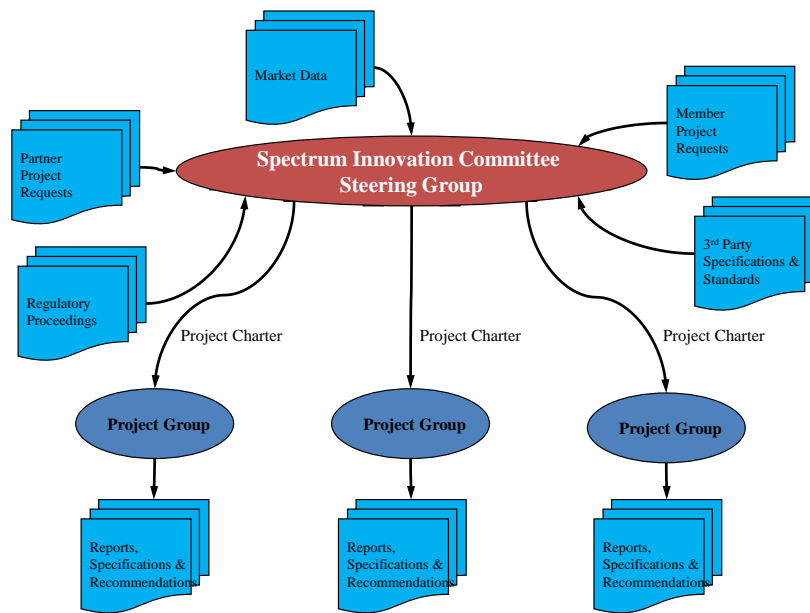 Market Data
Member
Project
Requests
Partner
Project
Requests
Spectrum Innovation Committee
Steering Group
3rd Party
Specifications &
Standards
Regulatory
Proceedings
Project Charter
Project Charter
Project Charter
Project Group
Project Group
Project Group
Reports,
Specifications &
Recommendations
Reports,
Specifications &
Recommendations
Reports,
Specifications &
Recommendations